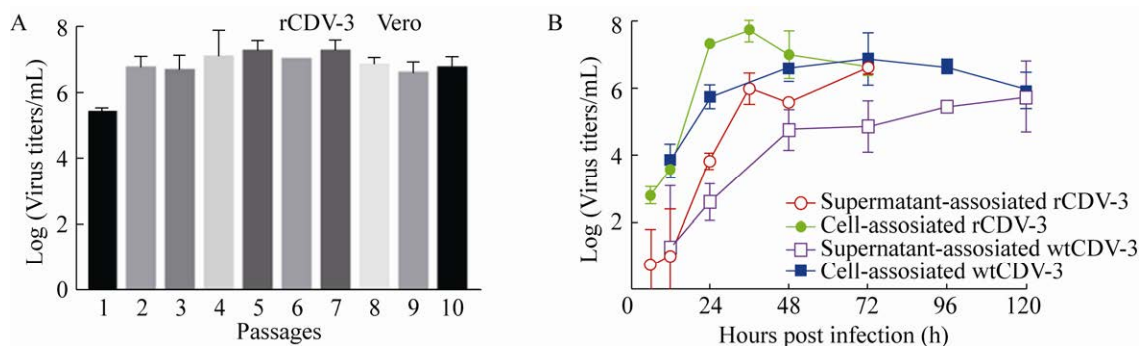 A
rCDV-3 Vero
Log (Virus titers/mL)
8
6
4
2
0
1 2 3 4 5 6 7 8 9 10
Passages
B
Log (Virus titers/mL)
8
6
4
2
0 24 48 72 96 120
Hours post infection (h)
Supermatant-assosiated rCDV-3
Cell-assosiated rCDV-3
Supernatant-assosiated wtCDV-3
Cell-assosiated wtCDV-3